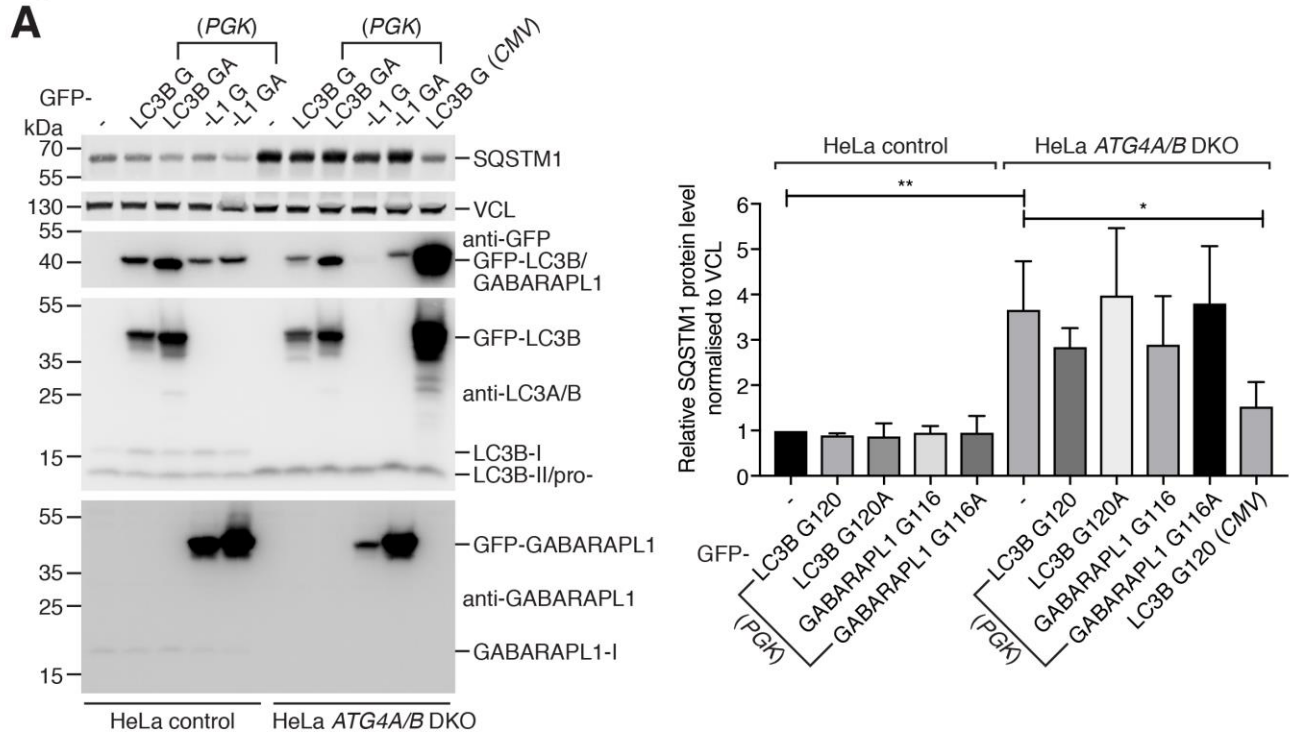 A
(PGK) (PGK)
GFP- - LC3B G LC3B GA -L1 G -L1 GA - LC3B G LC3B GA -L1 G -L1 GA LC3B G (CMV)
kDa
70
55
SQSTM1
130
VCL
55
40
anti-GFP
GFP-LC3B/
GABARAPL1
55
35
25
15
GFP-LC3B
anti-LC3A/B
LC3B-I
LC3B-II/pro-
55
35
25
15
GFP-GABARAPL1
anti-GABARAPL1
GABARAPL1-I
HeLa control HeLa ATG4A/B DKO
HeLa control HeLa ATG4A/B DKO
**
*
Relative SQSTM1 protein level
normalised to VCL
6
5
4
3
2
1
0
GFP- - LC3B G120 LC3B G120A GABARAPL1 G116 GABARAPL1 G116A - LC3B G120 LC3B G120A GABARAPL1 G116 GABARAPL1 G116A LC3B G120 (CMV)
(PGK) (PGK)